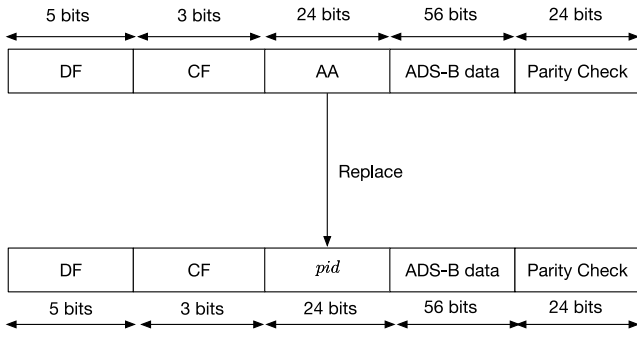 5 bits 3 bits 24 bits 56 bits 24 bits
DF CF AA ADS-B data Parity Check
Replace
DF CF pid ADS-B data Parity Check
5 bits 3 bits 24 bits 56 bits 24 bits